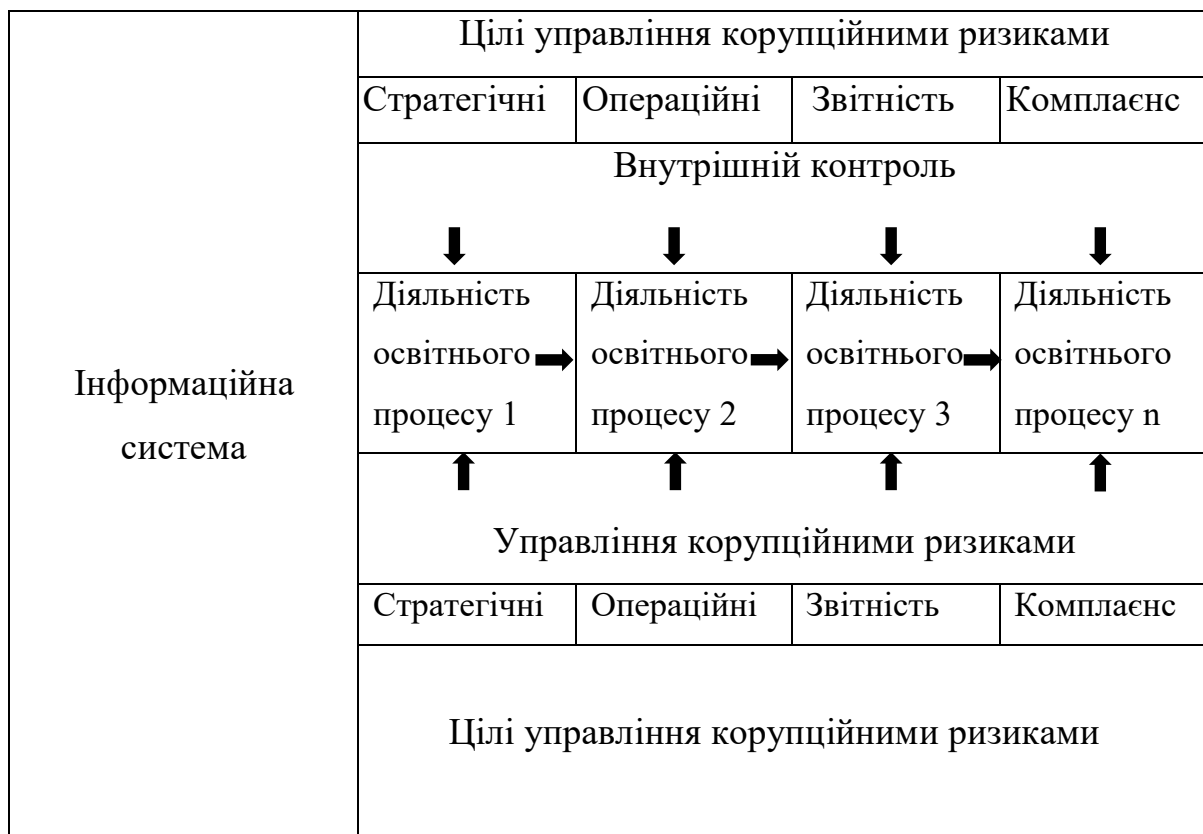 Цілі управління корупційними ризиками
Стратегічні Операційні Звітність Комплаєнс
Внутрішній контроль
Діяльність освітнього процесу 1
Діяльність освітнього процесу 2
Діяльність освітнього процесу 3
Діяльність освітнього процесу n
Інформаційна
система
Управління корупційними ризиками
Стратегічні Операційні Звітність Комплаєнс
Цілі управління корупційними ризиками